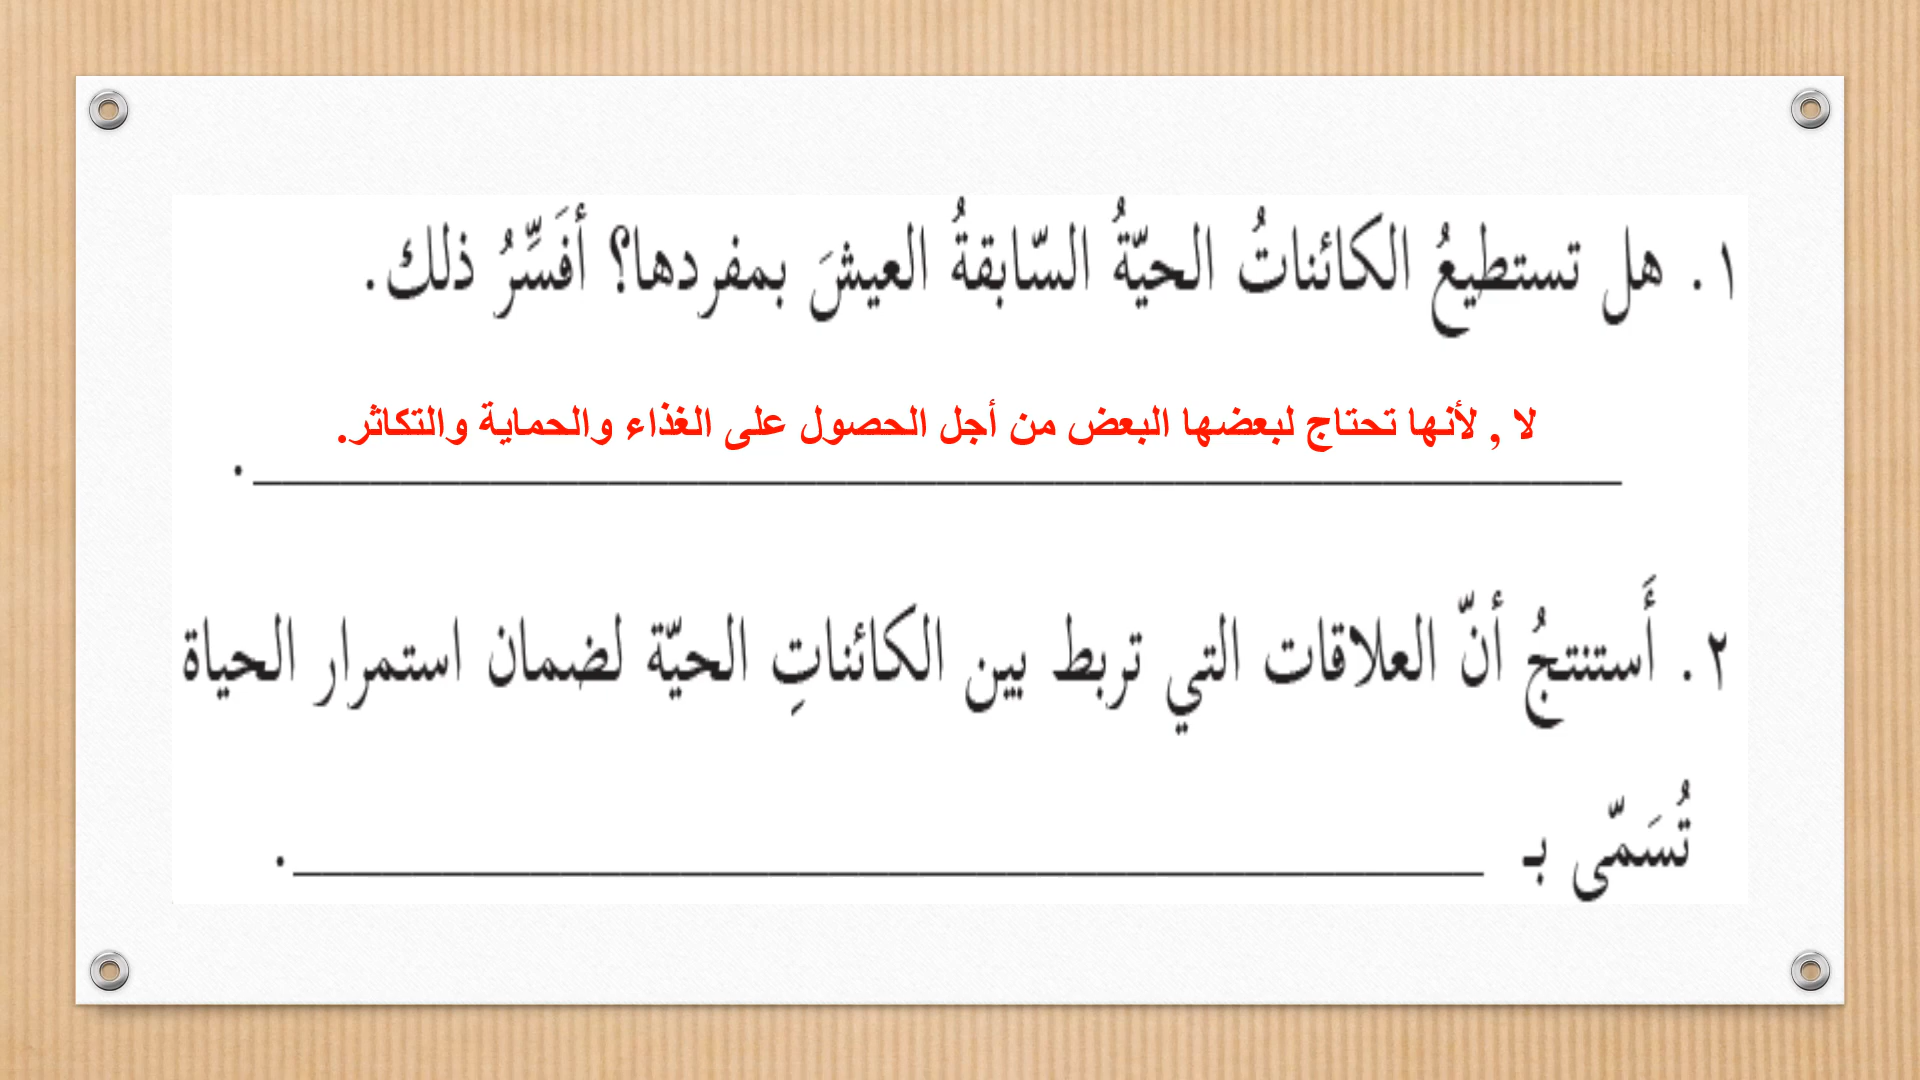 ١. هل تستطيعُ الكائناتُ الحيّةُ السّابقةُ العيشَ بمفردها؟ أفَسِّرُ ذلك.
لا , لأنها تحتاج لبعضها البعض من أجل الحصول على الغذاء والحماية والتكاثر.
.
٢. أَستنتجُ أنّ العلاقات التي تربط بين الكائناتِ الحيّة لضمان استمرار الحياة
تُسَمّى بـ ______________________________.